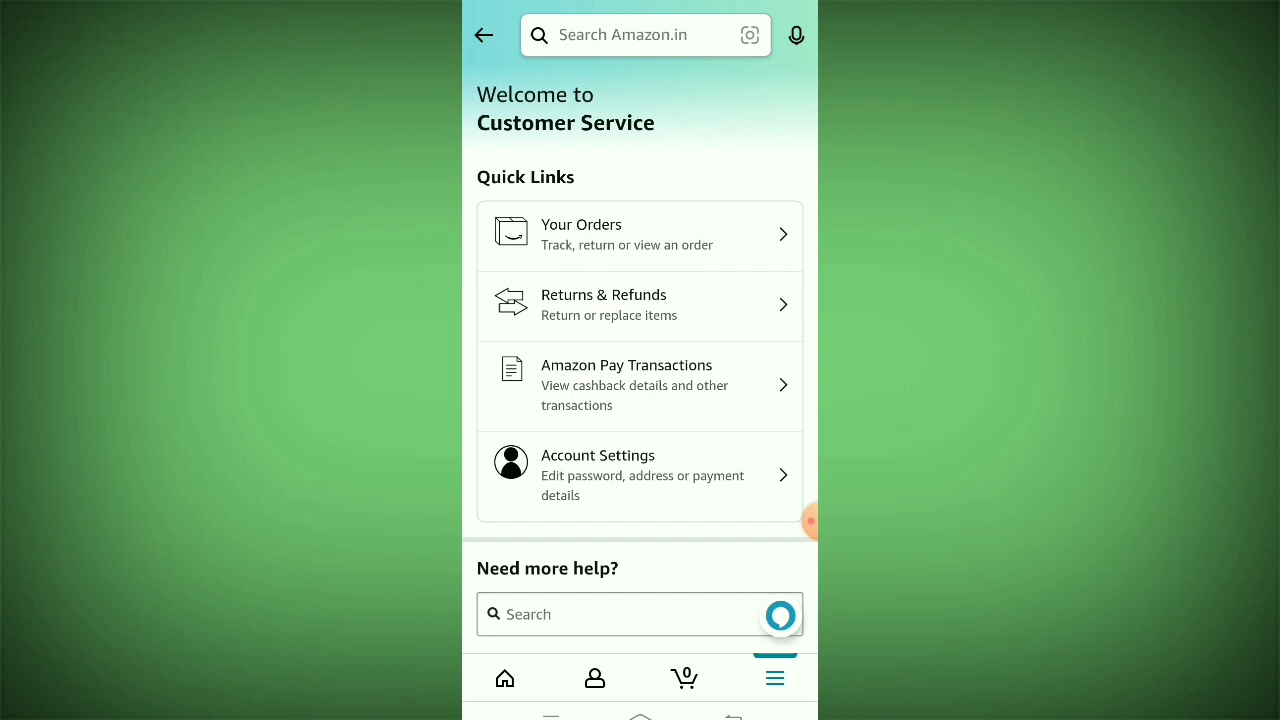 Search Amazon.in
Welcome to
Customer Service
Quick Links
Your Orders
Track, return or view an order
Returns & Refunds
Return or replace items
Amazon Pay Transactions
View cashback details and other
transactions
Account Settings
Edit password, address or payment
details
Need more help?
Search
0